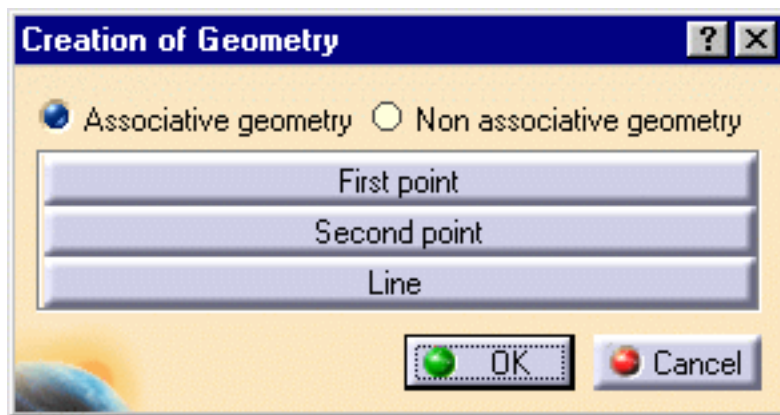 Creation of Geometry
Associative geometry Non associative geometry
First point
Second point
Line
OK Cancel